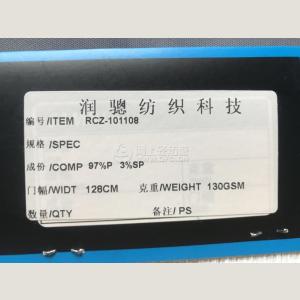 润骢纺织科技
编号/ITEM RCZ-101108
规格/SPEC
成份/COMP 97%P 3%SP
门幅/WIDT 128CM 克重/WEIGHT 130GSM
数量/QTY 备注/PS